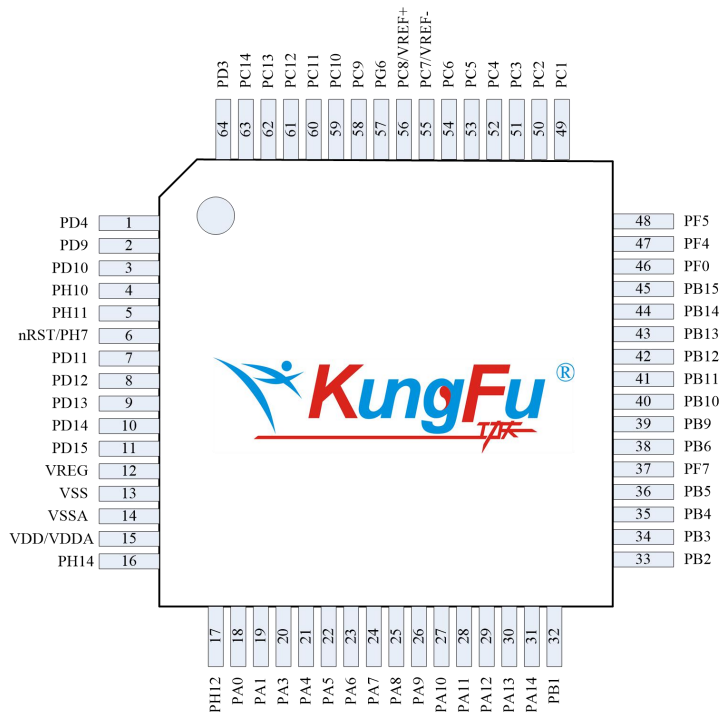 PD3
PC14
PC13
PC12
PC11
PC10
PC9
PG6
PC8/VREF+
PC7/VREF-
PC6
PC5
PC4
PC3
PC2
PC1
64
63
62
61
60
59
58
57
56
55
54
53
52
51
50
49
PD4 1
PD9 2
PD10 3
PH10 4
PH11 5
nRST/PH7 6
PD11 7
PD12 8
PD13 9
PD14 10
PD15 11
VREG 12
VSS 13
VSSA 14
VDD/VDDA 15
PH14 16
KungFu®
功夫
48 PF5
47 PF4
46 PF0
45 PB15
44 PB14
43 PB13
42 PB12
41 PB11
40 PB10
39 PB9
38 PB6
37 PF7
36 PB5
35 PB4
34 PB3
33 PB2
17
18
19
20
21
22
23
24
25
26
27
28
29
30
31
32
PH12
PA0
PA1
PA3
PA4
PA5
PA6
PA7
PA8
PA9
PA10
PA11
PA12
PA13
PA14
PB1